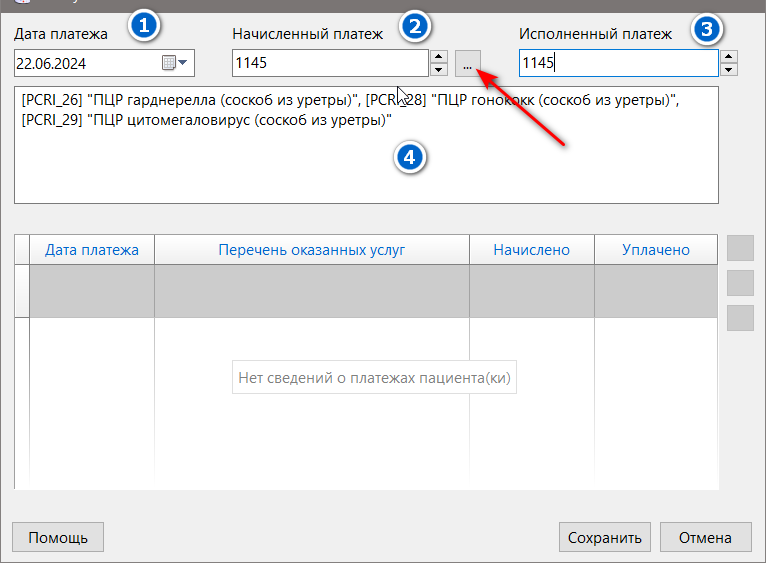 Дата платежа 1 Начисленный платеж 2 Исполненный платеж 3
22.06.2024 1145 ... 1145
[PCRI_26] "ПЦР гарднерелла (соскоб из уретры)", [PCRI_28] "ПЦР гонококк (соскоб из уретры)",
[PCRI_29] "ПЦР цитомегаловирус (соскоб из уретры)"
4
Дата платежа Перечень оказанных услуг Начислено Уплачено
Нет сведений о платежах пациента(ки)
Помощь Сохранить Отмена